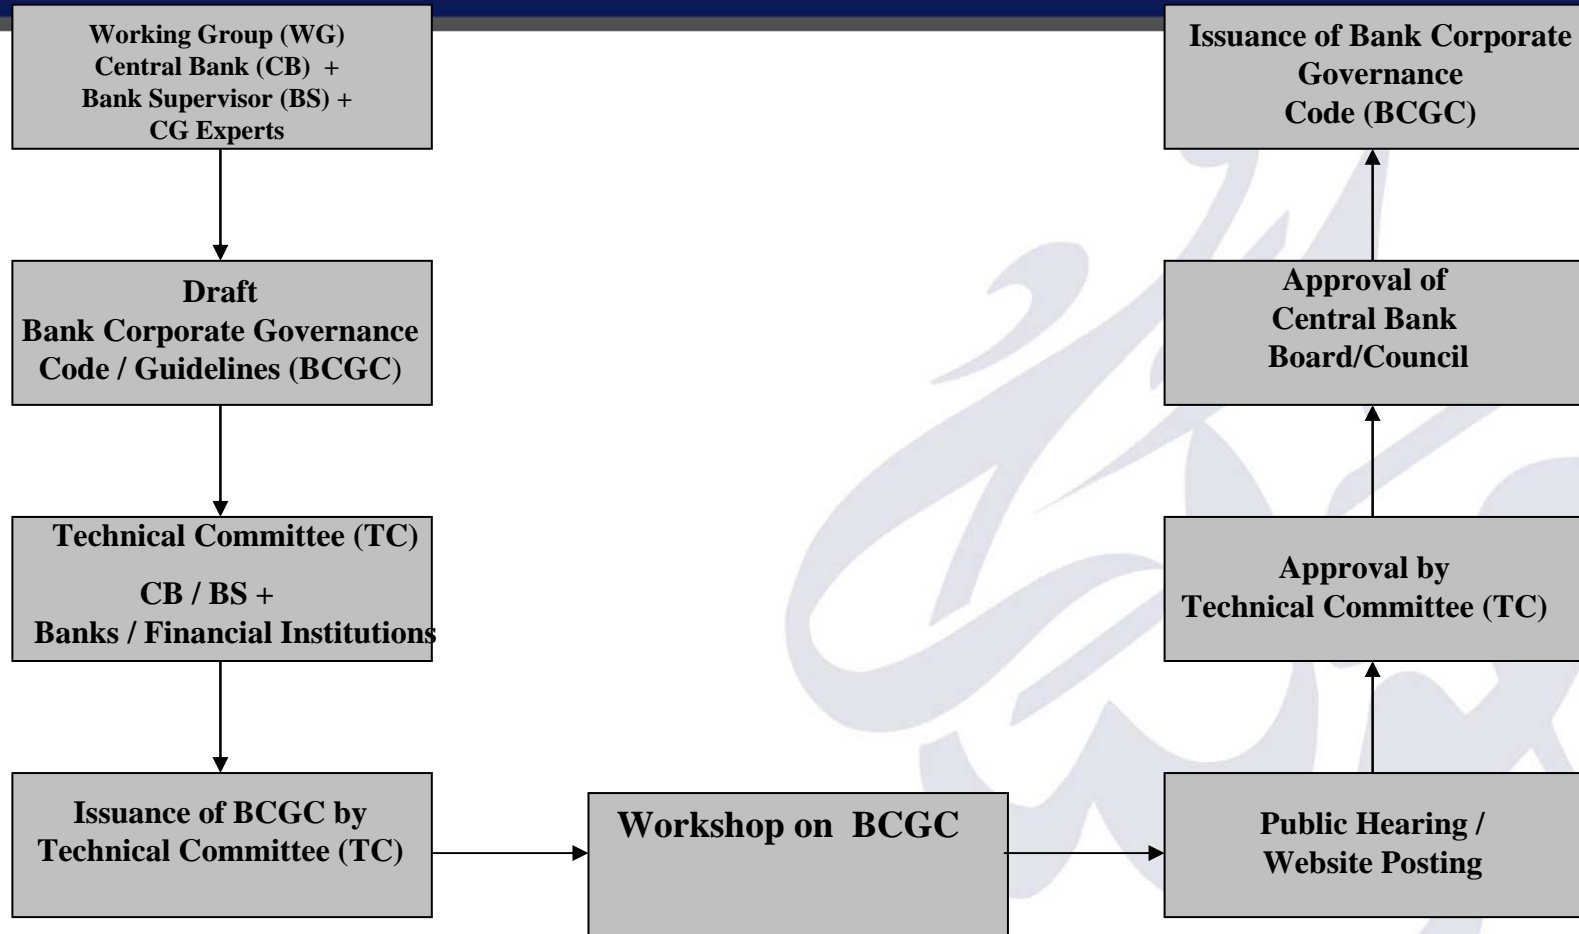 Working Group (WG)
Central Bank (CB) +
Bank Supervisor (BS) +
CG Experts
Draft
Bank Corporate Governance
Code / Guidelines (BCGC)
Technical Committee (TC)
CB / BS +
Banks / Financial Institutions
Issuance of BCGC by
Technical Committee (TC)
Workshop on BCGC
Public Hearing /
Website Posting
Approval by
Technical Committee (TC)
Approval of
Central Bank
Board/Council
Issuance of Bank Corporate
Governance
Code (BCGC)